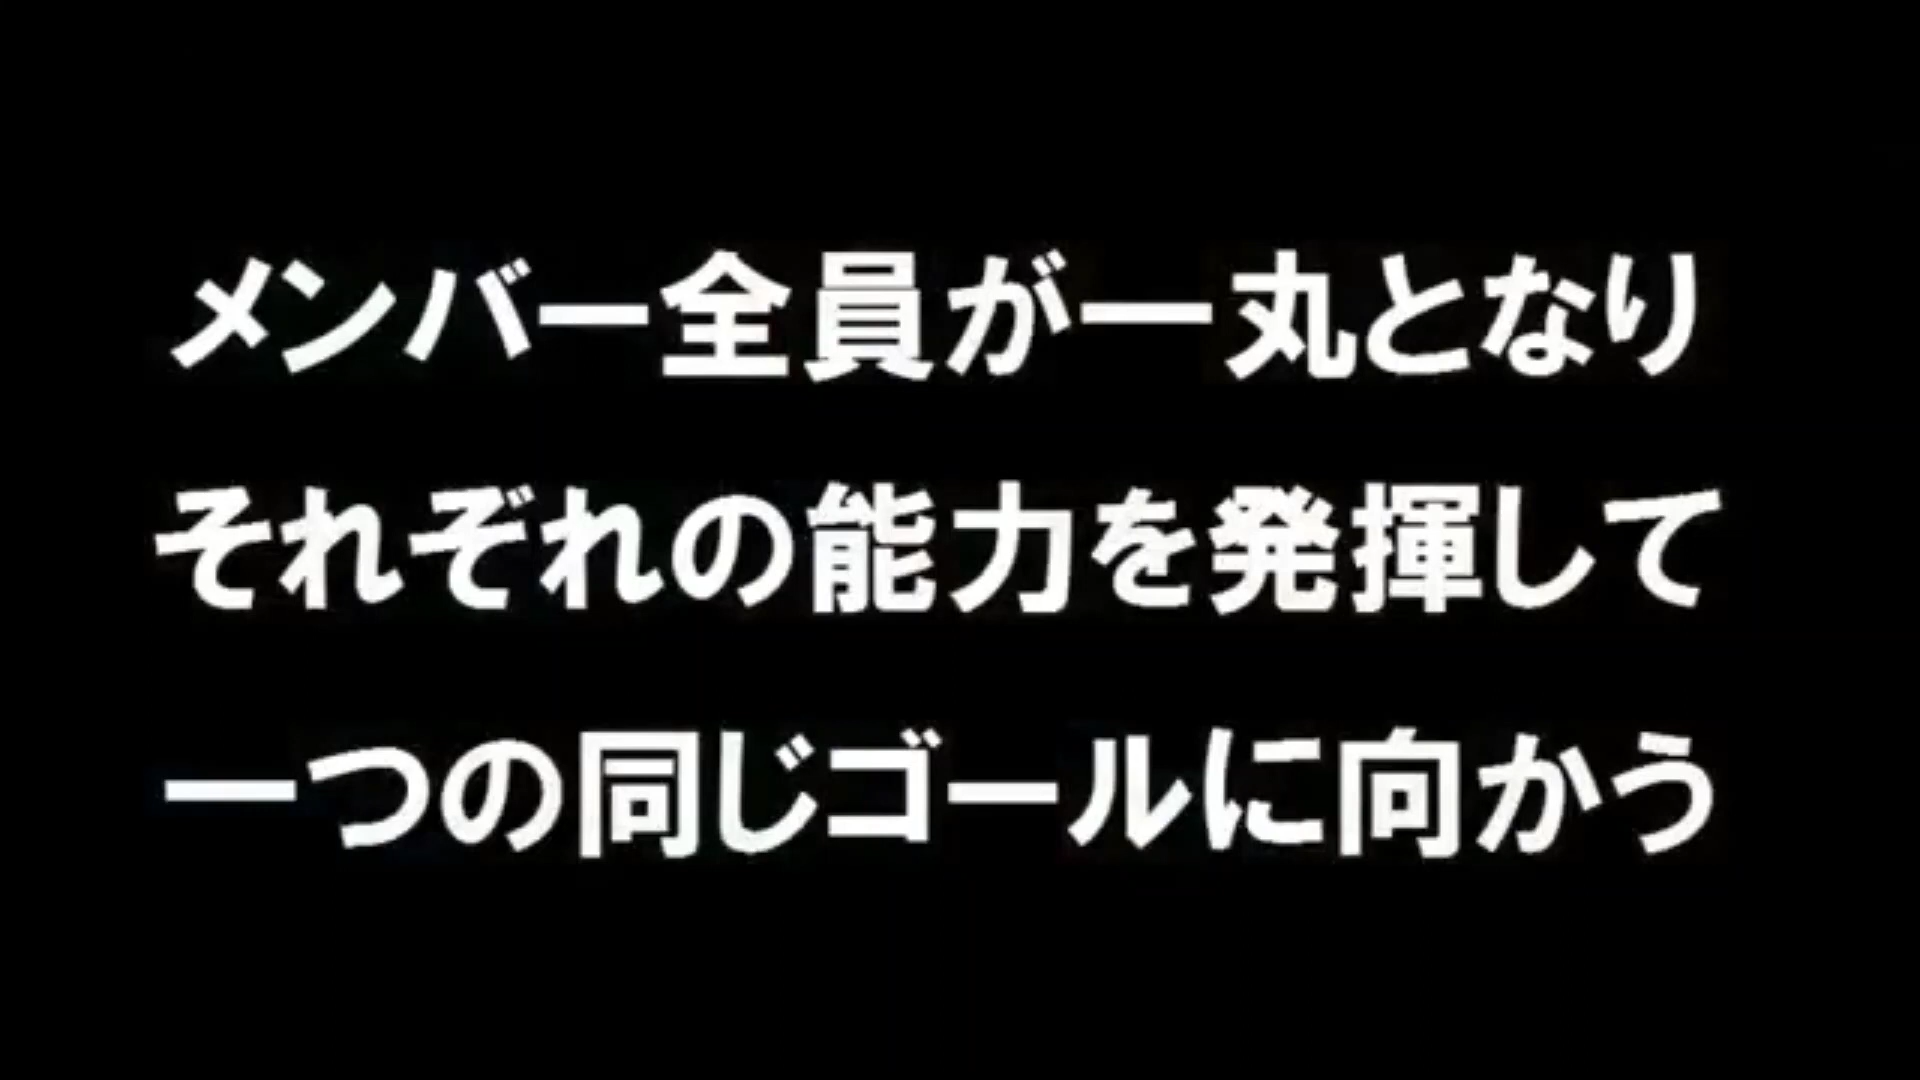 メンバー全員が一丸となり
それぞれの能力を発揮して
一つの同じゴールに向かう